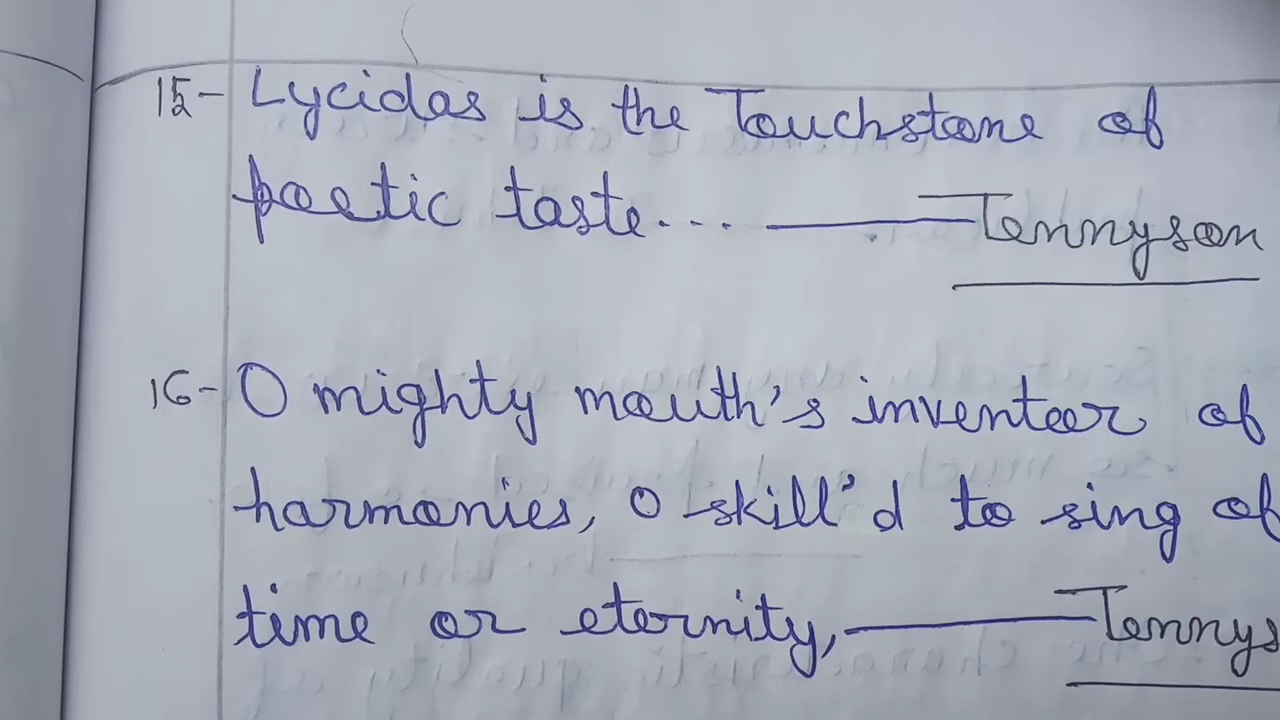 15- Lycidas is the Touchstone of
poetic taste... — Tennyson
16- O mighty mouth's inventor of
harmonies, O skill'd to sing of
time or eternity, — Tennys